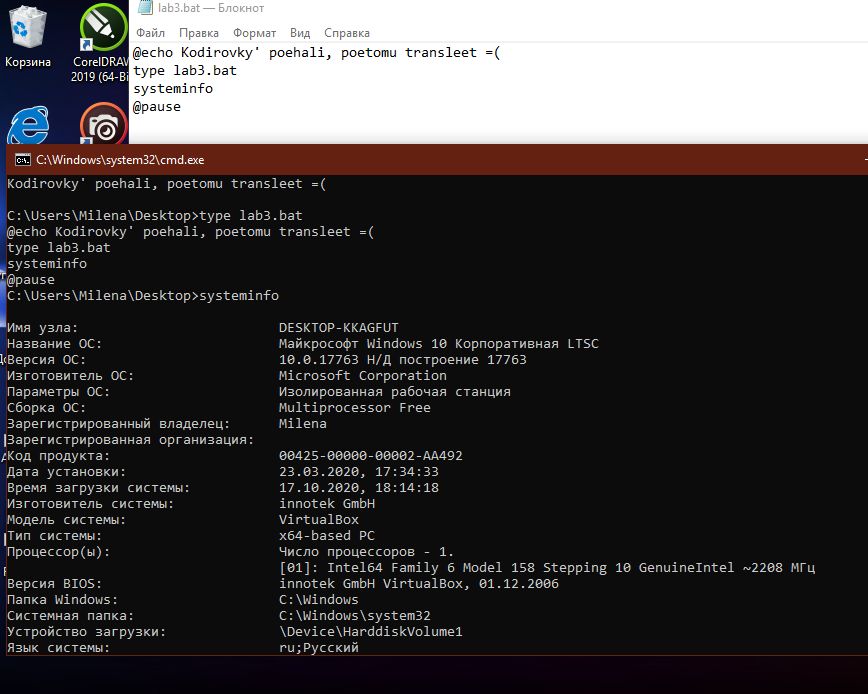 lab3.bat — Блокнот
Файл Правка Формат Вид Справка
Корзина
CorelDRAW
2019 (64-Bi
@echo Kodirovky' poehali, poetomu transleet =(
type lab3.bat
systeminfo
@pause
C:\Windows\system32\cmd.exe
Kodirovky' poehali, poetomu transleet =(
C:\Users\Milena\Desktop>type lab3.bat
@echo Kodirovky' poehali, poetomu transleet =(
type lab3.bat
systeminfo
@pause
C:\Users\Milena\Desktop>systeminfo
Имя узла: DESKTOP-KKAGFUT
Название ОС: Майкрософт Windows 10 Корпоративная LTSC
Версия ОС: 10.0.17763 Н/Д построение 17763
Изготовитель ОС: Microsoft Corporation
Параметры ОС: Изолированная рабочая станция
Сборка ОС: Multiprocessor Free
Зарегистрированный владелец: Milena
Зарегистрированная организация:
Код продукта: 00425-00000-00002-AA492
Дата установки: 23.03.2020, 17:34:33
Время загрузки системы: 17.10.2020, 18:14:18
Изготовитель системы: innotek GmbH
Модель системы: VirtualBox
Тип системы: x64-based PC
Процессор(ы): Число процессоров - 1.
[01]: Intel64 Family 6 Model 158 Stepping 10 GenuineIntel ~2208 МГц
Версия BIOS: innotek GmbH VirtualBox, 01.12.2006
Папка Windows: C:\Windows
Системная папка: C:\Windows\system32
Устройство загрузки: \Device\HarddiskVolume1
Язык системы: ru;Русский